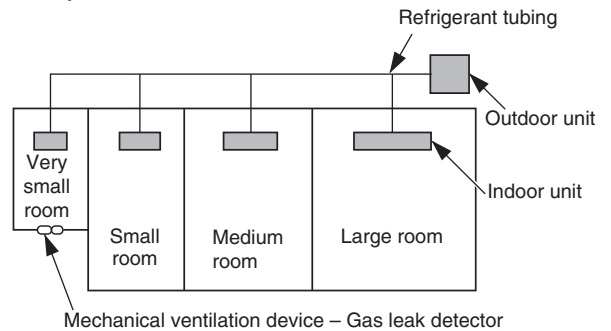 Refrigerant tubing
Outdoor unit
Indoor unit
Very
small
room
Small
room
Medium
room
Large room
Mechanical ventilation device – Gas leak detector